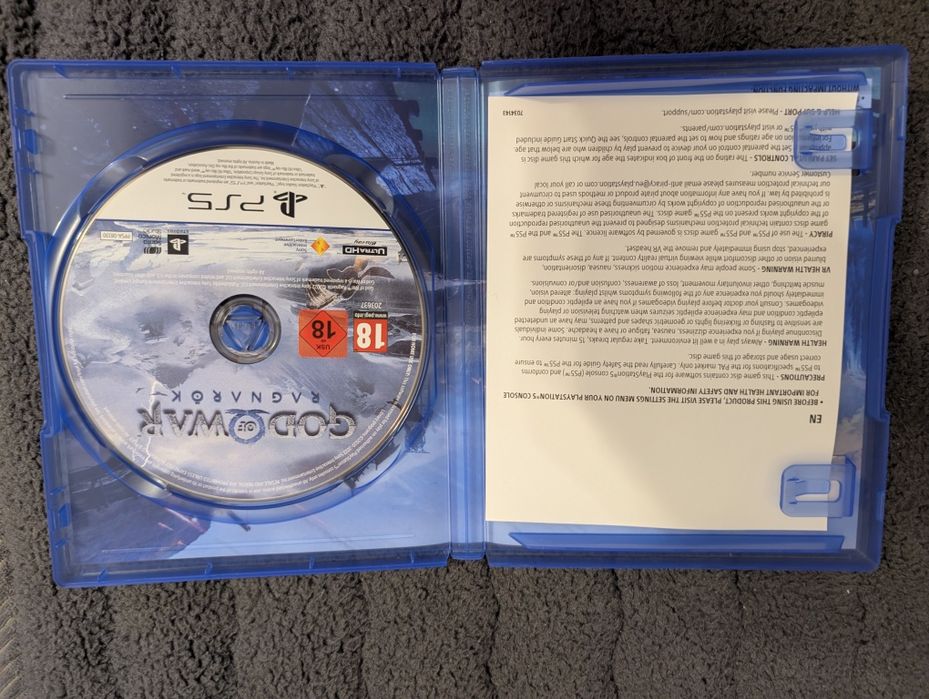 EN
• BEFORE USING THIS PRODUCT, PLEASE VISIT THE SETTINGS MENU ON YOUR PLAYSTATION®5 CONSOLE
FOR IMPORTANT HEALTH AND SAFETY INFORMATION.
PRECAUTIONS - This game disc contains software for the PlayStation®5 console (PS5™) and conforms
to PS5™ specifications for the PAL market only. Carefully read the Safety Guide for the PS5™ to ensure
correct usage and storage of this game disc.
HEALTH WARNING - Always play in a well lit environment. Take regular breaks, 15 minutes every hour.
Discontinue playing if you experience dizziness, nausea, fatigue or have a headache. Some individuals
are sensitive to flashing or flickering lights or geometric shapes and patterns, may have an undetected
epileptic condition and may experience epileptic seizures when watching television or playing
videogames. Consult your doctor before playing videogames if you have an epileptic condition and
immediately should you experience any of the following symptoms whilst playing: altered vision,
muscle twitching, other involuntary movement, loss of awareness, confusion and/or convulsions.
VR HEALTH WARNING - Some people may experience motion sickness, nausea, disorientation,
blurred vision or other discomfort while viewing virtual reality content. If any of these symptoms are
experienced, stop using immediately and remove the VR headset.
PIRACY - The use of PS5™ and PS5™ game discs is governed by software licence. The PS5™ and the PS5™
game discs contain technical protection mechanisms designed to prevent the unauthorised reproduction
of the copyright works present on the PS5™ game discs. The unauthorised use of registered trademarks
or the unauthorised reproduction of copyright works by circumventing these mechanisms or otherwise
is prohibited by law. If you have any information about pirate product or methods used to circumvent
our technical protection measures please email anti-piracy@eu.playstation.com or call your local
Customer Service number.
SET PARENTAL CONTROLS - The rating on the front of box indicates the age for which this game disc is
Set the parental control on your device to prevent play by children who are below that age.
on age ratings and how to set the parental controls, see the Quick Start Guide included
PS5™ or visit playstation.com/parents.
HELP & SUPPORT - Please visit playstation.com/support.
7034143
WITHOUT IMPACTING FUNCTION
GOD OF WAR
RAGNARÖK
18
www.pegi.info
USK
18
203637
ULTRA HD
Blu-ray
Sony
Interactive
Entertainment
PPSA-08330
PS5